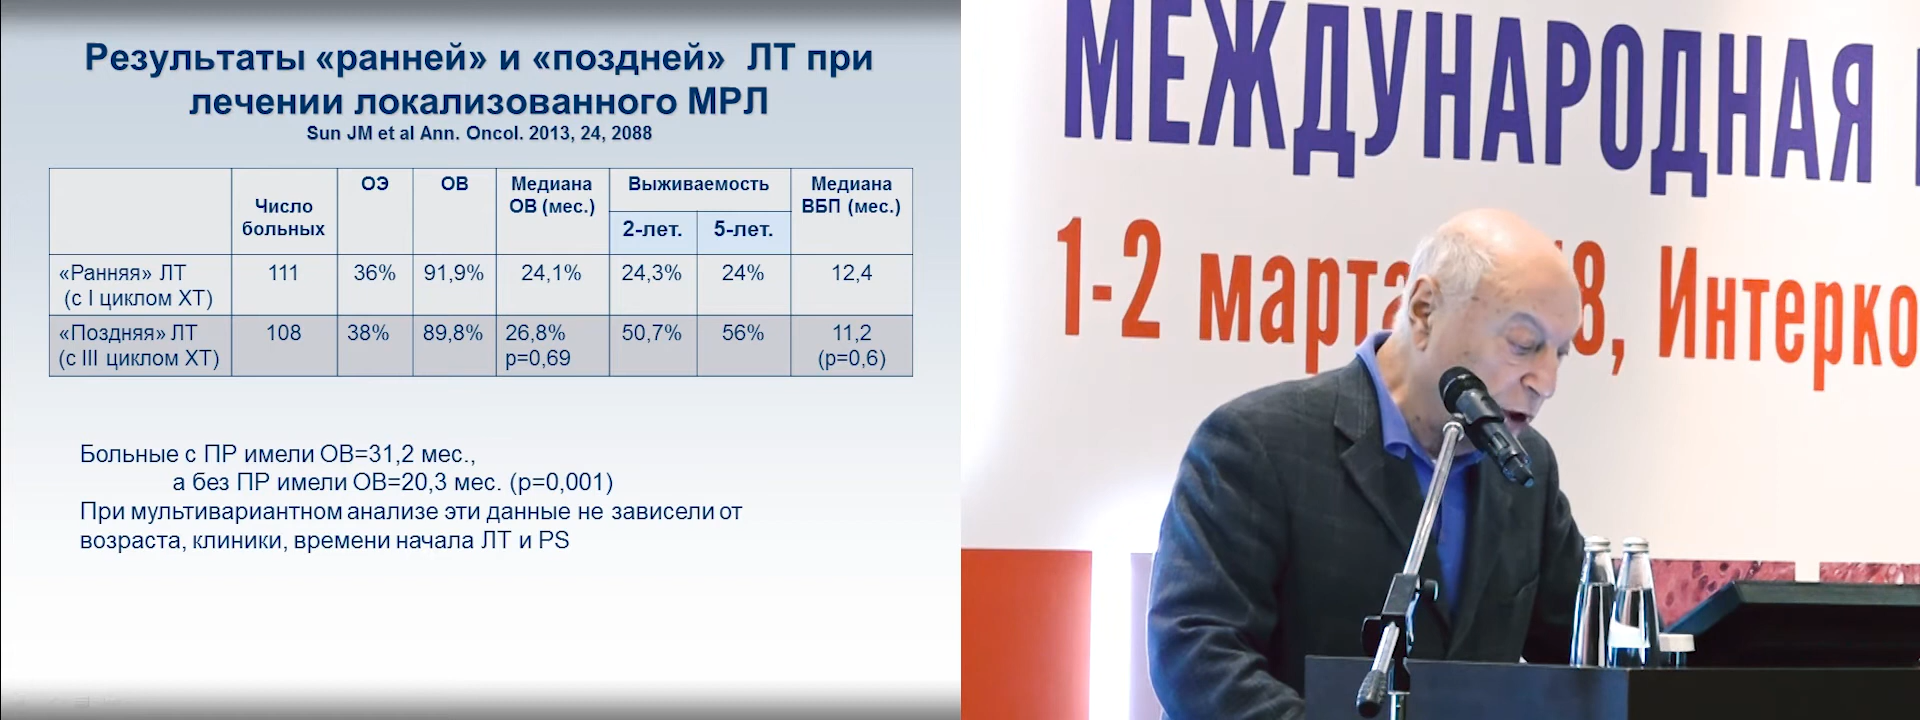 Результаты «ранней» и «поздней» ЛТ при
лечении локализованного МРЛ
Sun JM et al Ann. Oncol. 2013, 24, 2088
Число больных
ОЭ
ОВ
Медиана ОВ (мес.)
Выживаемость
2-лет.
5-лет.
Медиана ВБП (мес.)
«Ранняя» ЛТ (с I циклом ХТ) 111 36% 91,9% 24,1% 24,3% 24% 12,4
«Поздняя» ЛТ (с III циклом ХТ) 108 38% 89,8% 26,8% p=0,69 50,7% 56% 11,2 (p=0,6)
Больные с ПР имели ОВ=31,2 мес.,
а без ПР имели ОВ=20,3 мес. (p=0,001)
При мультивариантном анализе эти данные не зависели от
возраста, клиники, времени начала ЛТ и PS
МЕЖДУНАРОДНАЯ
1-2 марта 8, Интерко